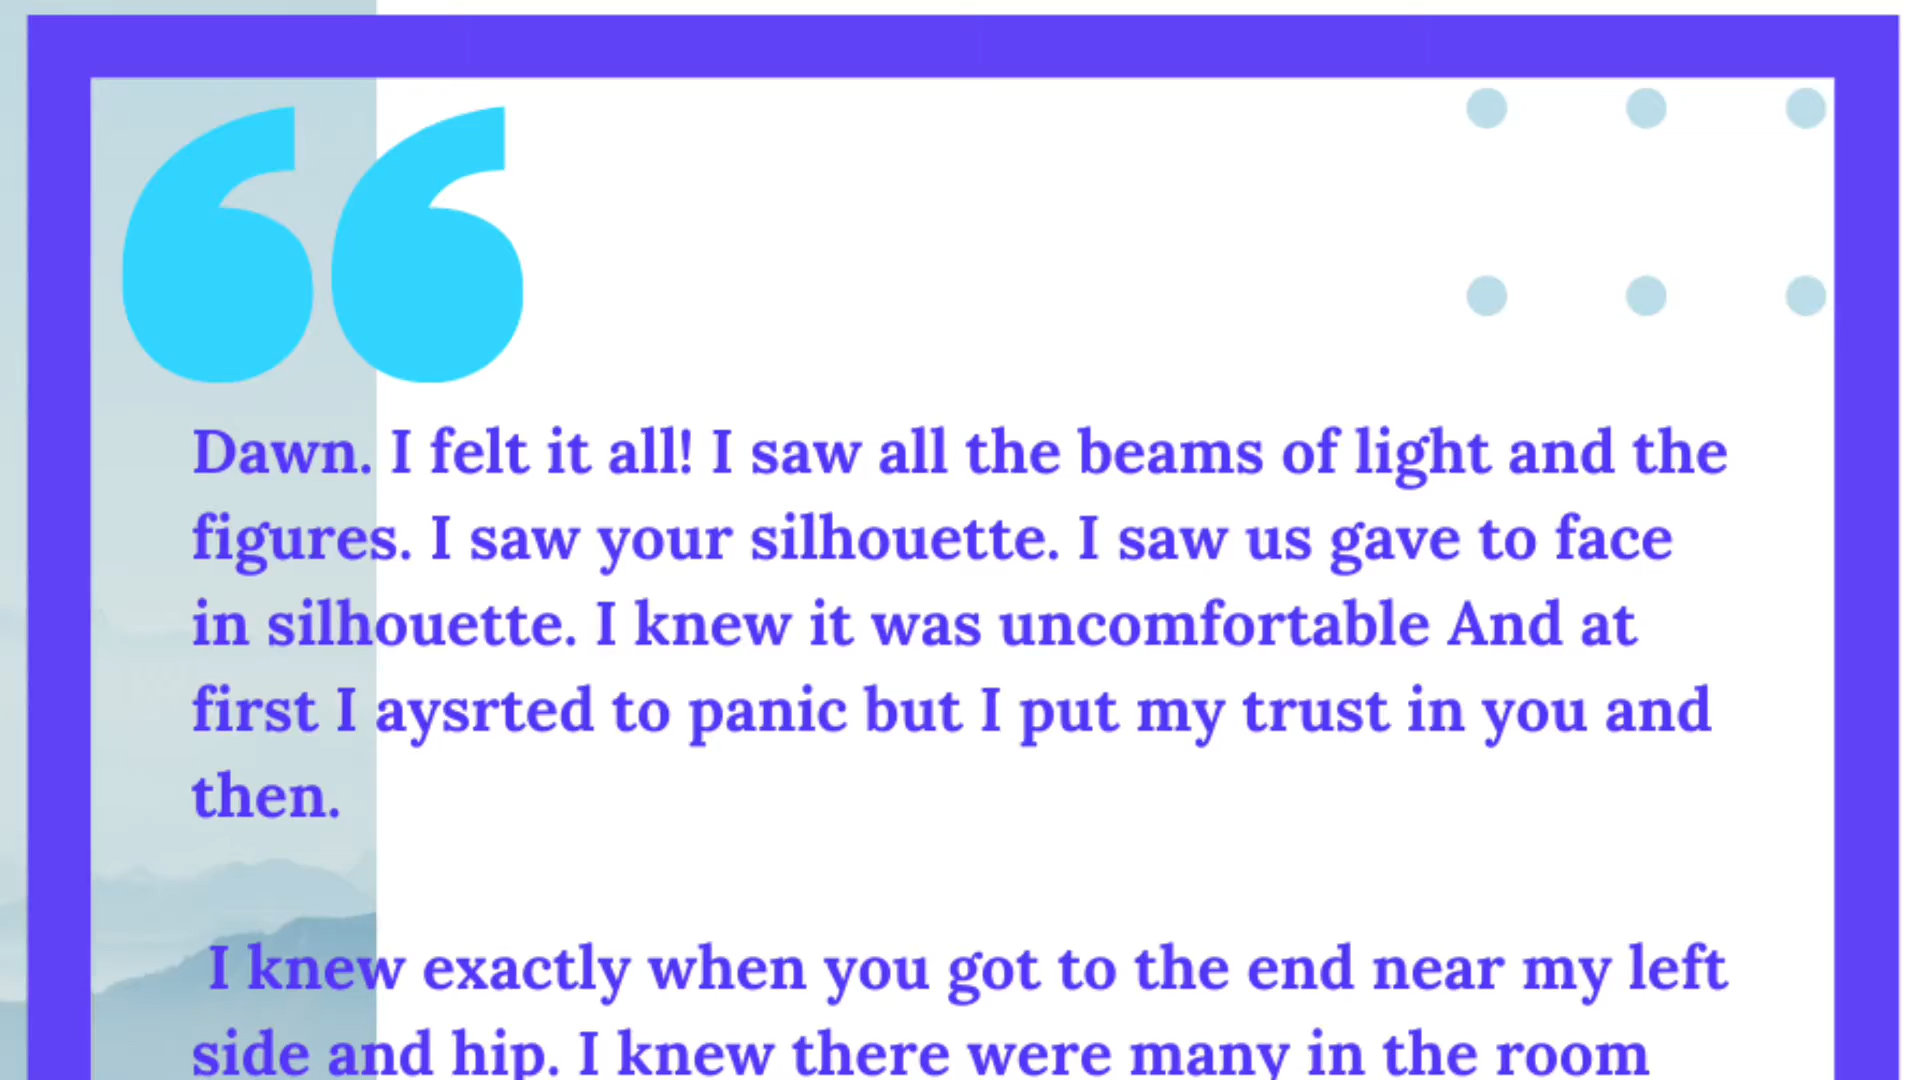 Dawn. I felt it all! I saw all the beams of light and the
figures. I saw your silhouette. I saw us gave to face
in silhouette. I knew it was uncomfortable And at
first I aysrted to panic but I put my trust in you and
then.
I knew exactly when you got to the end near my left
side and hip. I knew there were many in the room